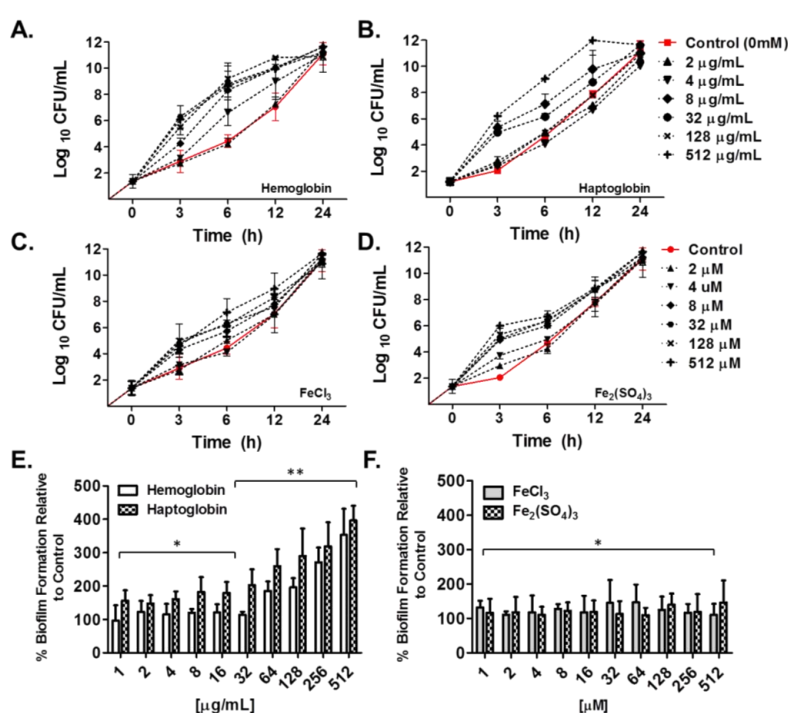 A.
Log 10 CFU/mL
12
10
8
6
4
2
Hemoglobin
0 3 6 12 24
Time (h)
B.
Log 10 CFU/mL
12
10
8
6
4
2
Haptoglobin
0 3 6 12 24
Time (h)
Control (0mM)
2 μg/mL
4 μg/mL
8 μg/mL
32 μg/mL
128 μg/mL
512 μg/mL
C.
Log 10 CFU/mL
12
10
8
6
4
2
FeCl3
0 3 6 12 24
Time (h)
D.
Log 10 CFU/mL
12
10
8
6
4
2
Fe2(SO4)3
0 3 6 12 24
Time (h)
Control
2 μM
4 uM
8 μM
32 μM
128 μM
512 μM
E.
% Biofilm Formation Relative
to Control
500
400
300
200
100
0
Hemoglobin
Haptoglobin
*
**
1 2 4 8 16 32 64 128 256 512
[μg/mL]
F.
% Biofilm Formation Relative
to Control
500
400
300
200
100
0
FeCl3
Fe2(SO4)3
*
1 2 4 8 16 32 64 128 256 512
[μM]